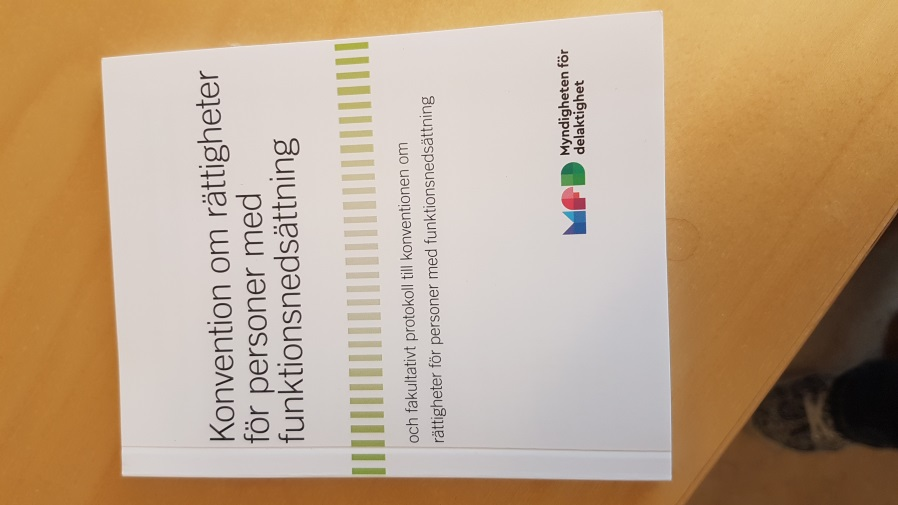 Konvention om rättigheter
för personer med
funktionsnedsättning
och fakultativt protokoll till konventionen om
rättigheter för personer med funktionsnedsättning
MFD Myndigheten för
delaktighet